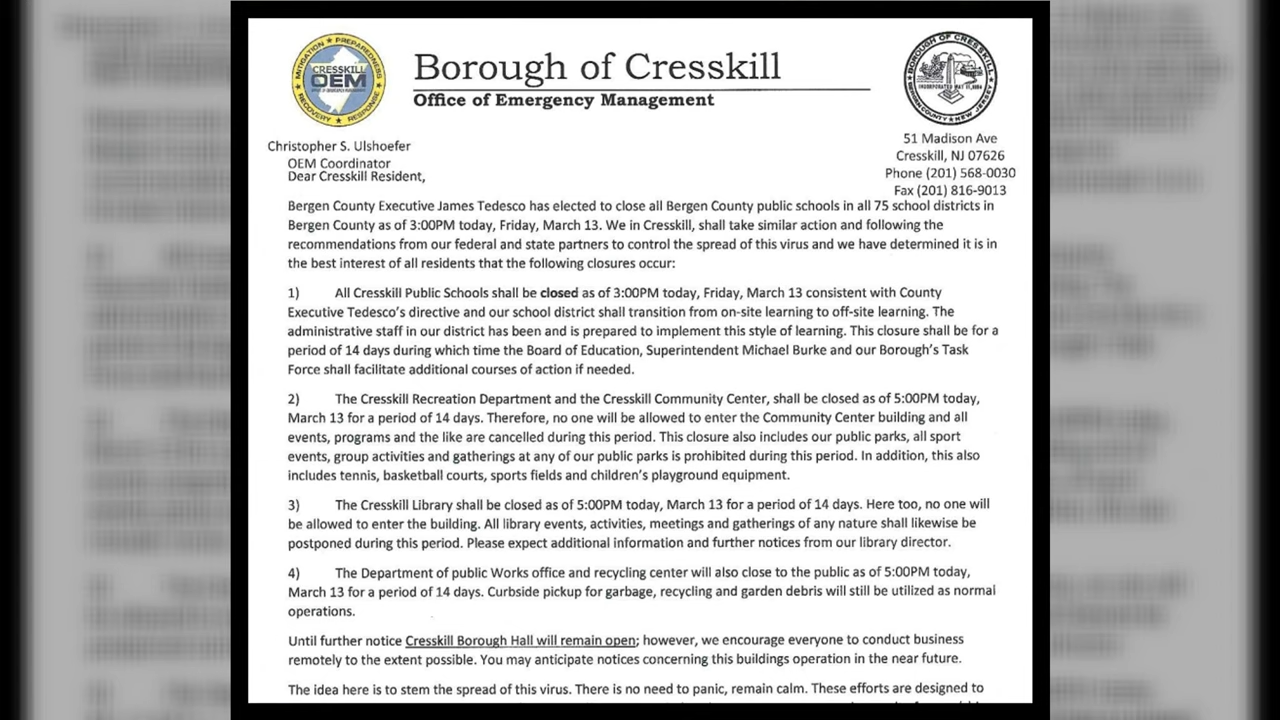 MITIGATION ★ PREPAREDNESS
CRESSKILL
OEM
RECOVERY ★ RESPONSE
Borough of Cresskill
Office of Emergency Management
BOROUGH OF CRESSKILL
BERGEN COUNTY NEW JERSEY
Christopher S. Ulshoefer
OEM Coordinator
51 Madison Ave
Cresskill, NJ 07626
Phone (201) 568-0030
Fax (201) 816-9013
Dear Cresskill Resident,
Bergen County Executive James Tedesco has elected to close all Bergen County public schools in all 75 school districts in
Bergen County as of 3:00PM today, Friday, March 13. We in Cresskill, shall take similar action and following the
recommendations from our federal and state partners to control the spread of this virus and we have determined it is in
the best interest of all residents that the following closures occur:
1) All Cresskill Public Schools shall be closed as of 3:00PM today, Friday, March 13 consistent with County
Executive Tedesco's directive and our school district shall transition from on-site learning to off-site learning. The
administrative staff in our district has been and is prepared to implement this style of learning. This closure shall be for a
period of 14 days during which time the Board of Education, Superintendent Michael Burke and our Borough's Task
Force shall facilitate additional courses of action if needed.
2) The Cresskill Recreation Department and the Cresskill Community Center, shall be closed as of 5:00PM today,
March 13 for a period of 14 days. Therefore, no one will be allowed to enter the Community Center building and all
events, programs and the like are cancelled during this period. This closure also includes our public parks, all sport
events, group activities and gatherings at any of our public parks is prohibited during this period. In addition, this also
includes tennis, basketball courts, sports fields and children's playground equipment.
3) The Cresskill Library shall be closed as of 5:00PM today, March 13 for a period of 14 days. Here too, no one will
be allowed to enter the building. All library events, activities, meetings and gatherings of any nature shall likewise be
postponed during this period. Please expect additional information and further notices from our library director.
4) The Department of public Works office and recycling center will also close to the public as of 5:00PM today,
March 13 for a period of 14 days. Curbside pickup for garbage, recycling and garden debris will still be utilized as normal
operations.
Until further notice Cresskill Borough Hall will remain open; however, we encourage everyone to conduct business
remotely to the extent possible. You may anticipate notices concerning this buildings operation in the near future.
The idea here is to stem the spread of this virus. There is no need to panic, remain calm. These efforts are designed to